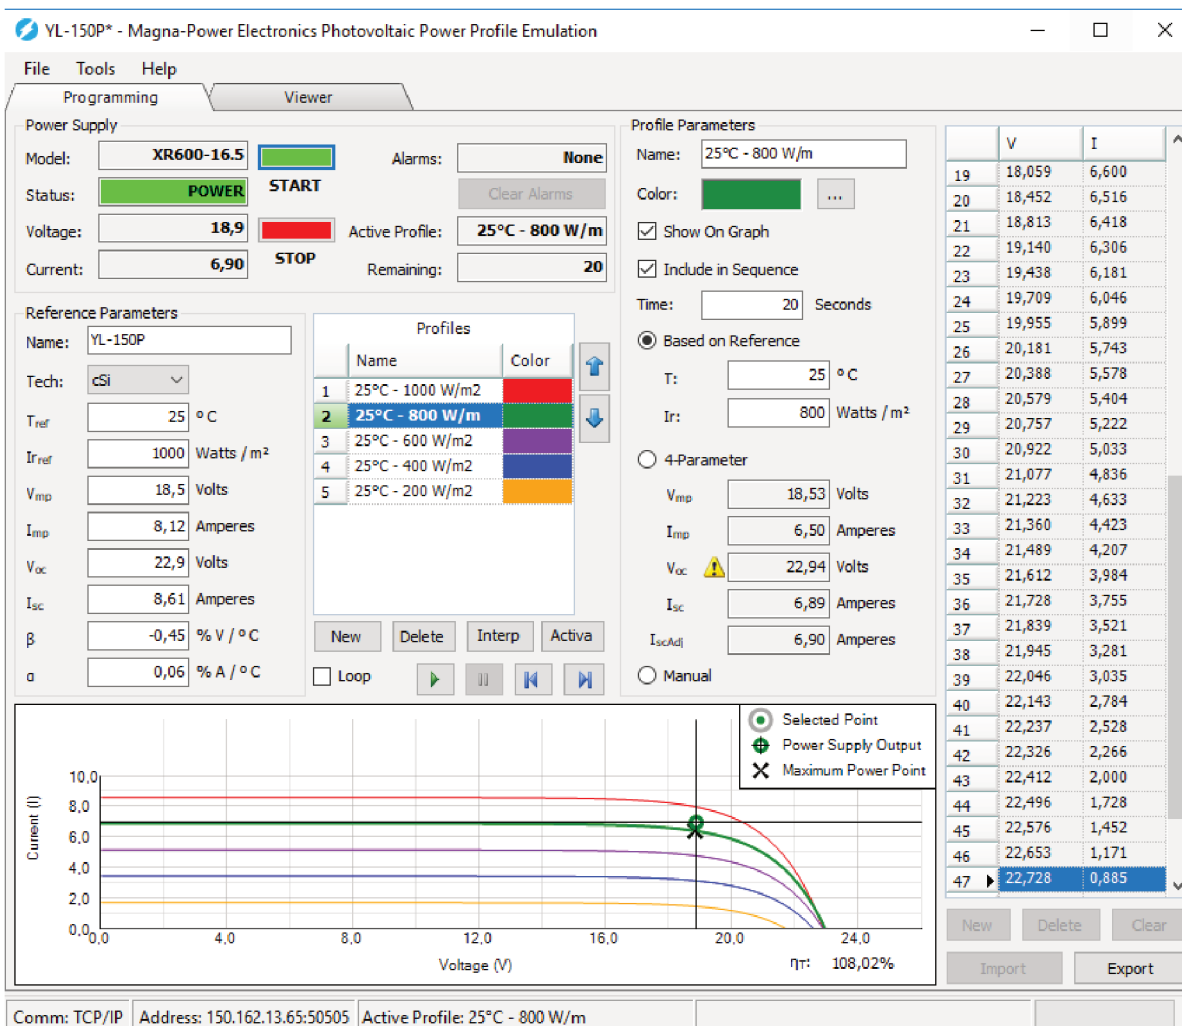 YL-150P* - Magna-Power Electronics Photovoltaic Power Profile Emulation
File Tools Help
Programming Viewer
Power Supply
Model: XR600-16.5
START
Status: POWER
Voltage: 18,9
STOP
Current: 6,90
Alarms: None
Clear Alarms
Active Profile: 25°C - 800 W/m
Remaining: 20
Reference Parameters
Name: YL-150P
Tech: cSi
Tref 25 °C
Irref 1000 Watts / m²
Vmp 18,5 Volts
Imp 8,12 Amperes
Voc 22,9 Volts
Isc 8,61 Amperes
β -0,45 % V / °C
α 0,06 % A / °C
Profiles
Name Color
1 25°C - 1000 W/m2
2 25°C - 800 W/m
3 25°C - 600 W/m2
4 25°C - 400 W/m2
5 25°C - 200 W/m2
New Delete Interp Activa
Loop
Profile Parameters
Name: 25°C - 800 W/m
Color: ...
Show On Graph
Include in Sequence
Time: 20 Seconds
Based on Reference
T: 25 °C
Ir: 800 Watts / m²
4-Parameter
Vmp 18,53 Volts
Imp 6,50 Amperes
Voc 22,94 Volts
Isc 6,89 Amperes
IscAdj 6,90 Amperes
Manual
V I
19 18,059 6,600
20 18,452 6,516
21 18,813 6,418
22 19,140 6,306
23 19,438 6,181
24 19,709 6,046
25 19,955 5,899
26 20,181 5,743
27 20,388 5,578
28 20,579 5,404
29 20,757 5,222
30 20,922 5,033
31 21,077 4,836
32 21,223 4,633
33 21,360 4,423
34 21,489 4,207
35 21,612 3,984
36 21,728 3,755
37 21,839 3,521
38 21,945 3,281
39 22,046 3,035
40 22,143 2,784
41 22,237 2,528
42 22,326 2,266
43 22,412 2,000
44 22,496 1,728
45 22,576 1,452
46 22,653 1,171
47 22,728 0,885
New Delete Clear
Import Export
Selected Point
Power Supply Output
Maximum Power Point
Current (I)
10,0
8,0
6,0
4,0
2,0
0,0
0,0 4,0 8,0 12,0 16,0 20,0 24,0
Voltage (V)
ηT: 108,02%
Comm: TCP/IP Address: 150.162.13.65:50505 Active Profile: 25°C - 800 W/m